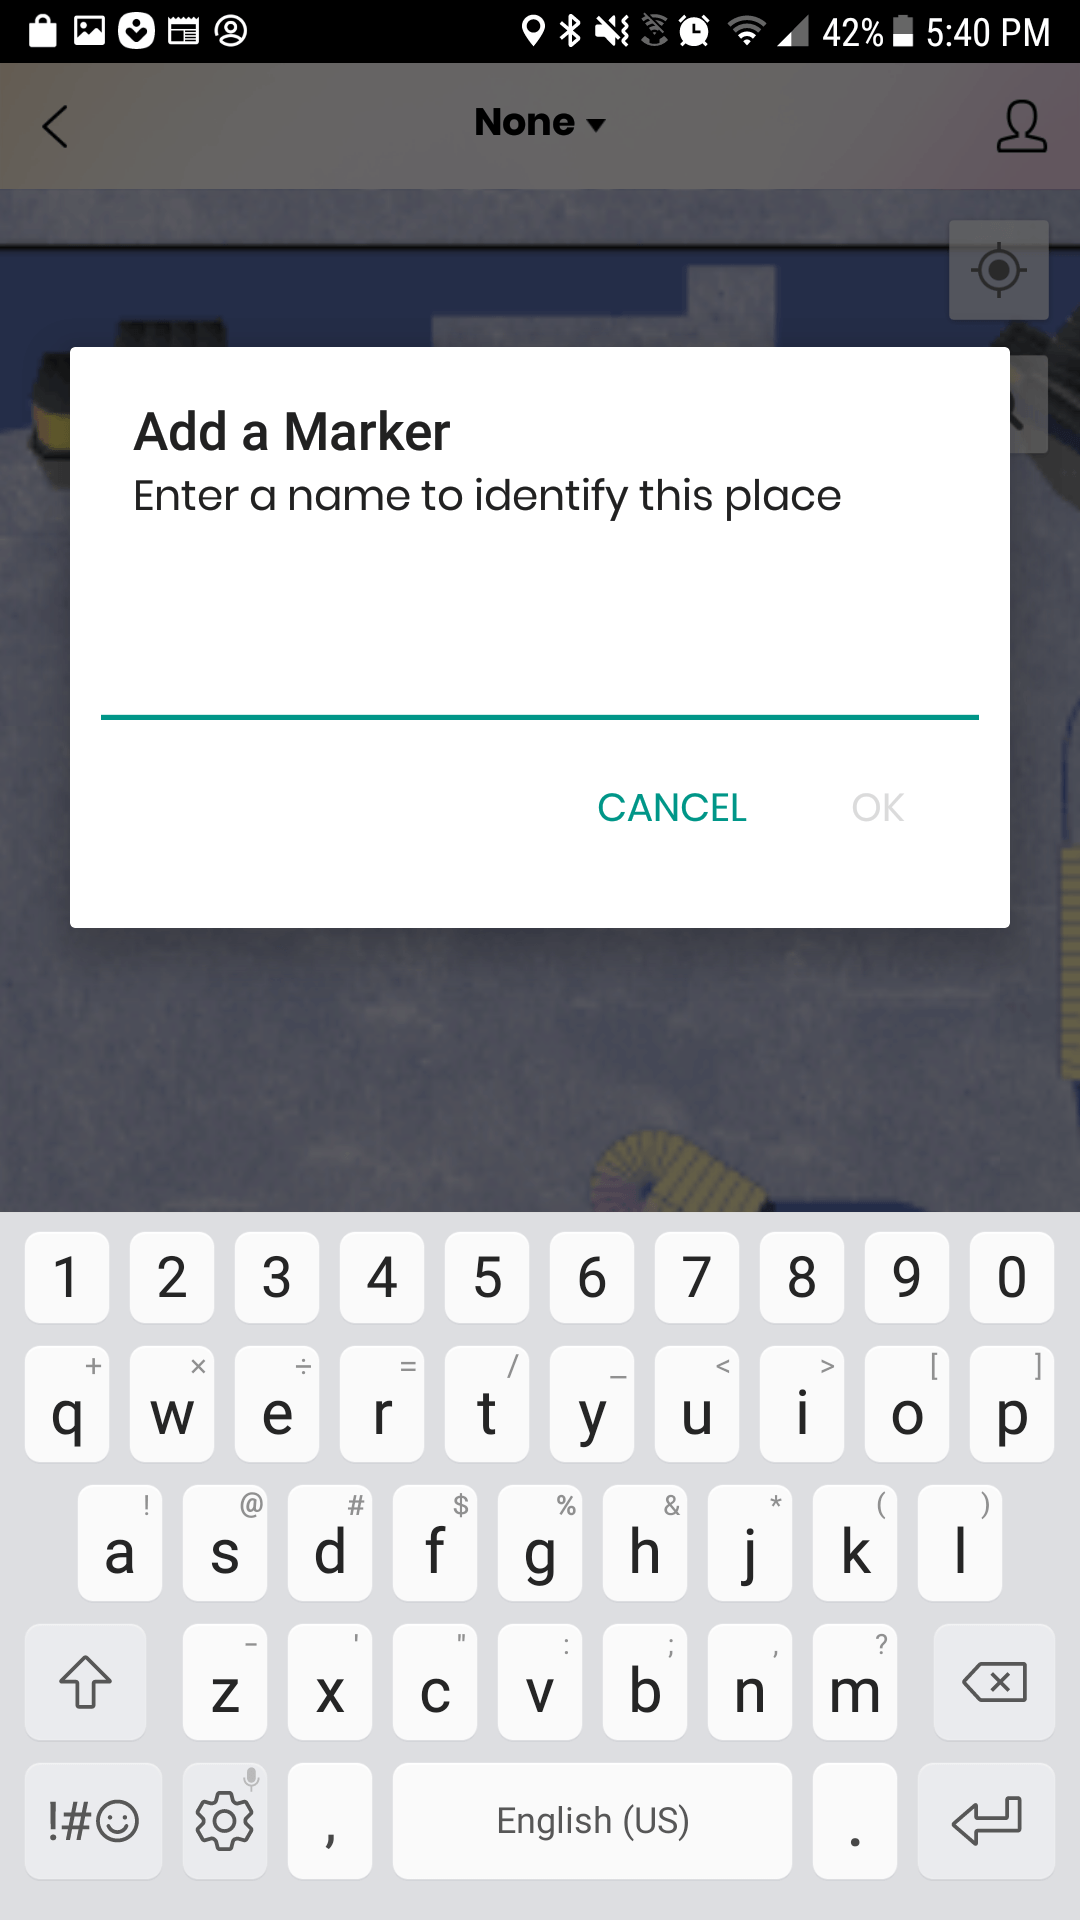 42% 5:40 PM
None
Add a Marker
Enter a name to identify this place
CANCEL OK
1 2 3 4 5 6 7 8 9 0
+ × ÷ = / _ < > [ ]
q w e r t y u i o p
! @ # $ % & * ( )
a s d f g h j k l
- ' " : ; , ?
z x c v b n m
!#☺ , English (US) .